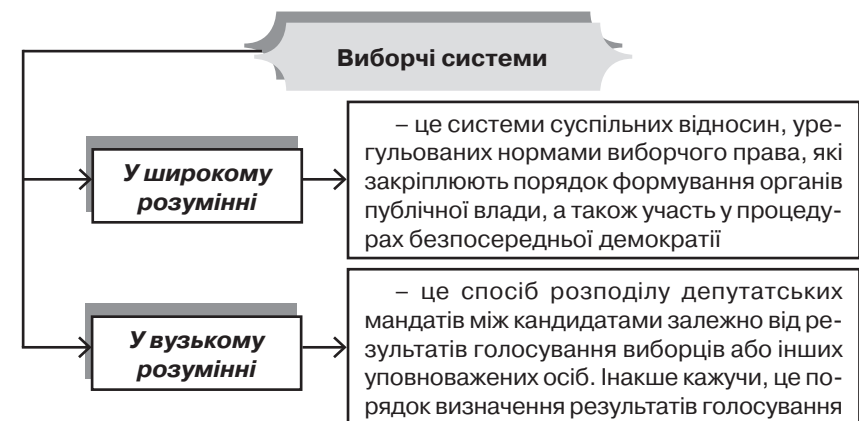 Виборчі системи
У широкому
розумінні
– це системи суспільних відносин, уре-
гульованих нормами виборчого права, які
закріплюють порядок формування органів
публічної влади, а також участь у процеду-
рах безпосередньої демократії
У вузькому
розумінні
– це спосіб розподілу депутатських
мандатів між кандидатами залежно від ре-
зультатів голосування виборців або інших
уповноважених осіб. Інакше кажучи, це по-
рядок визначення результатів голосування